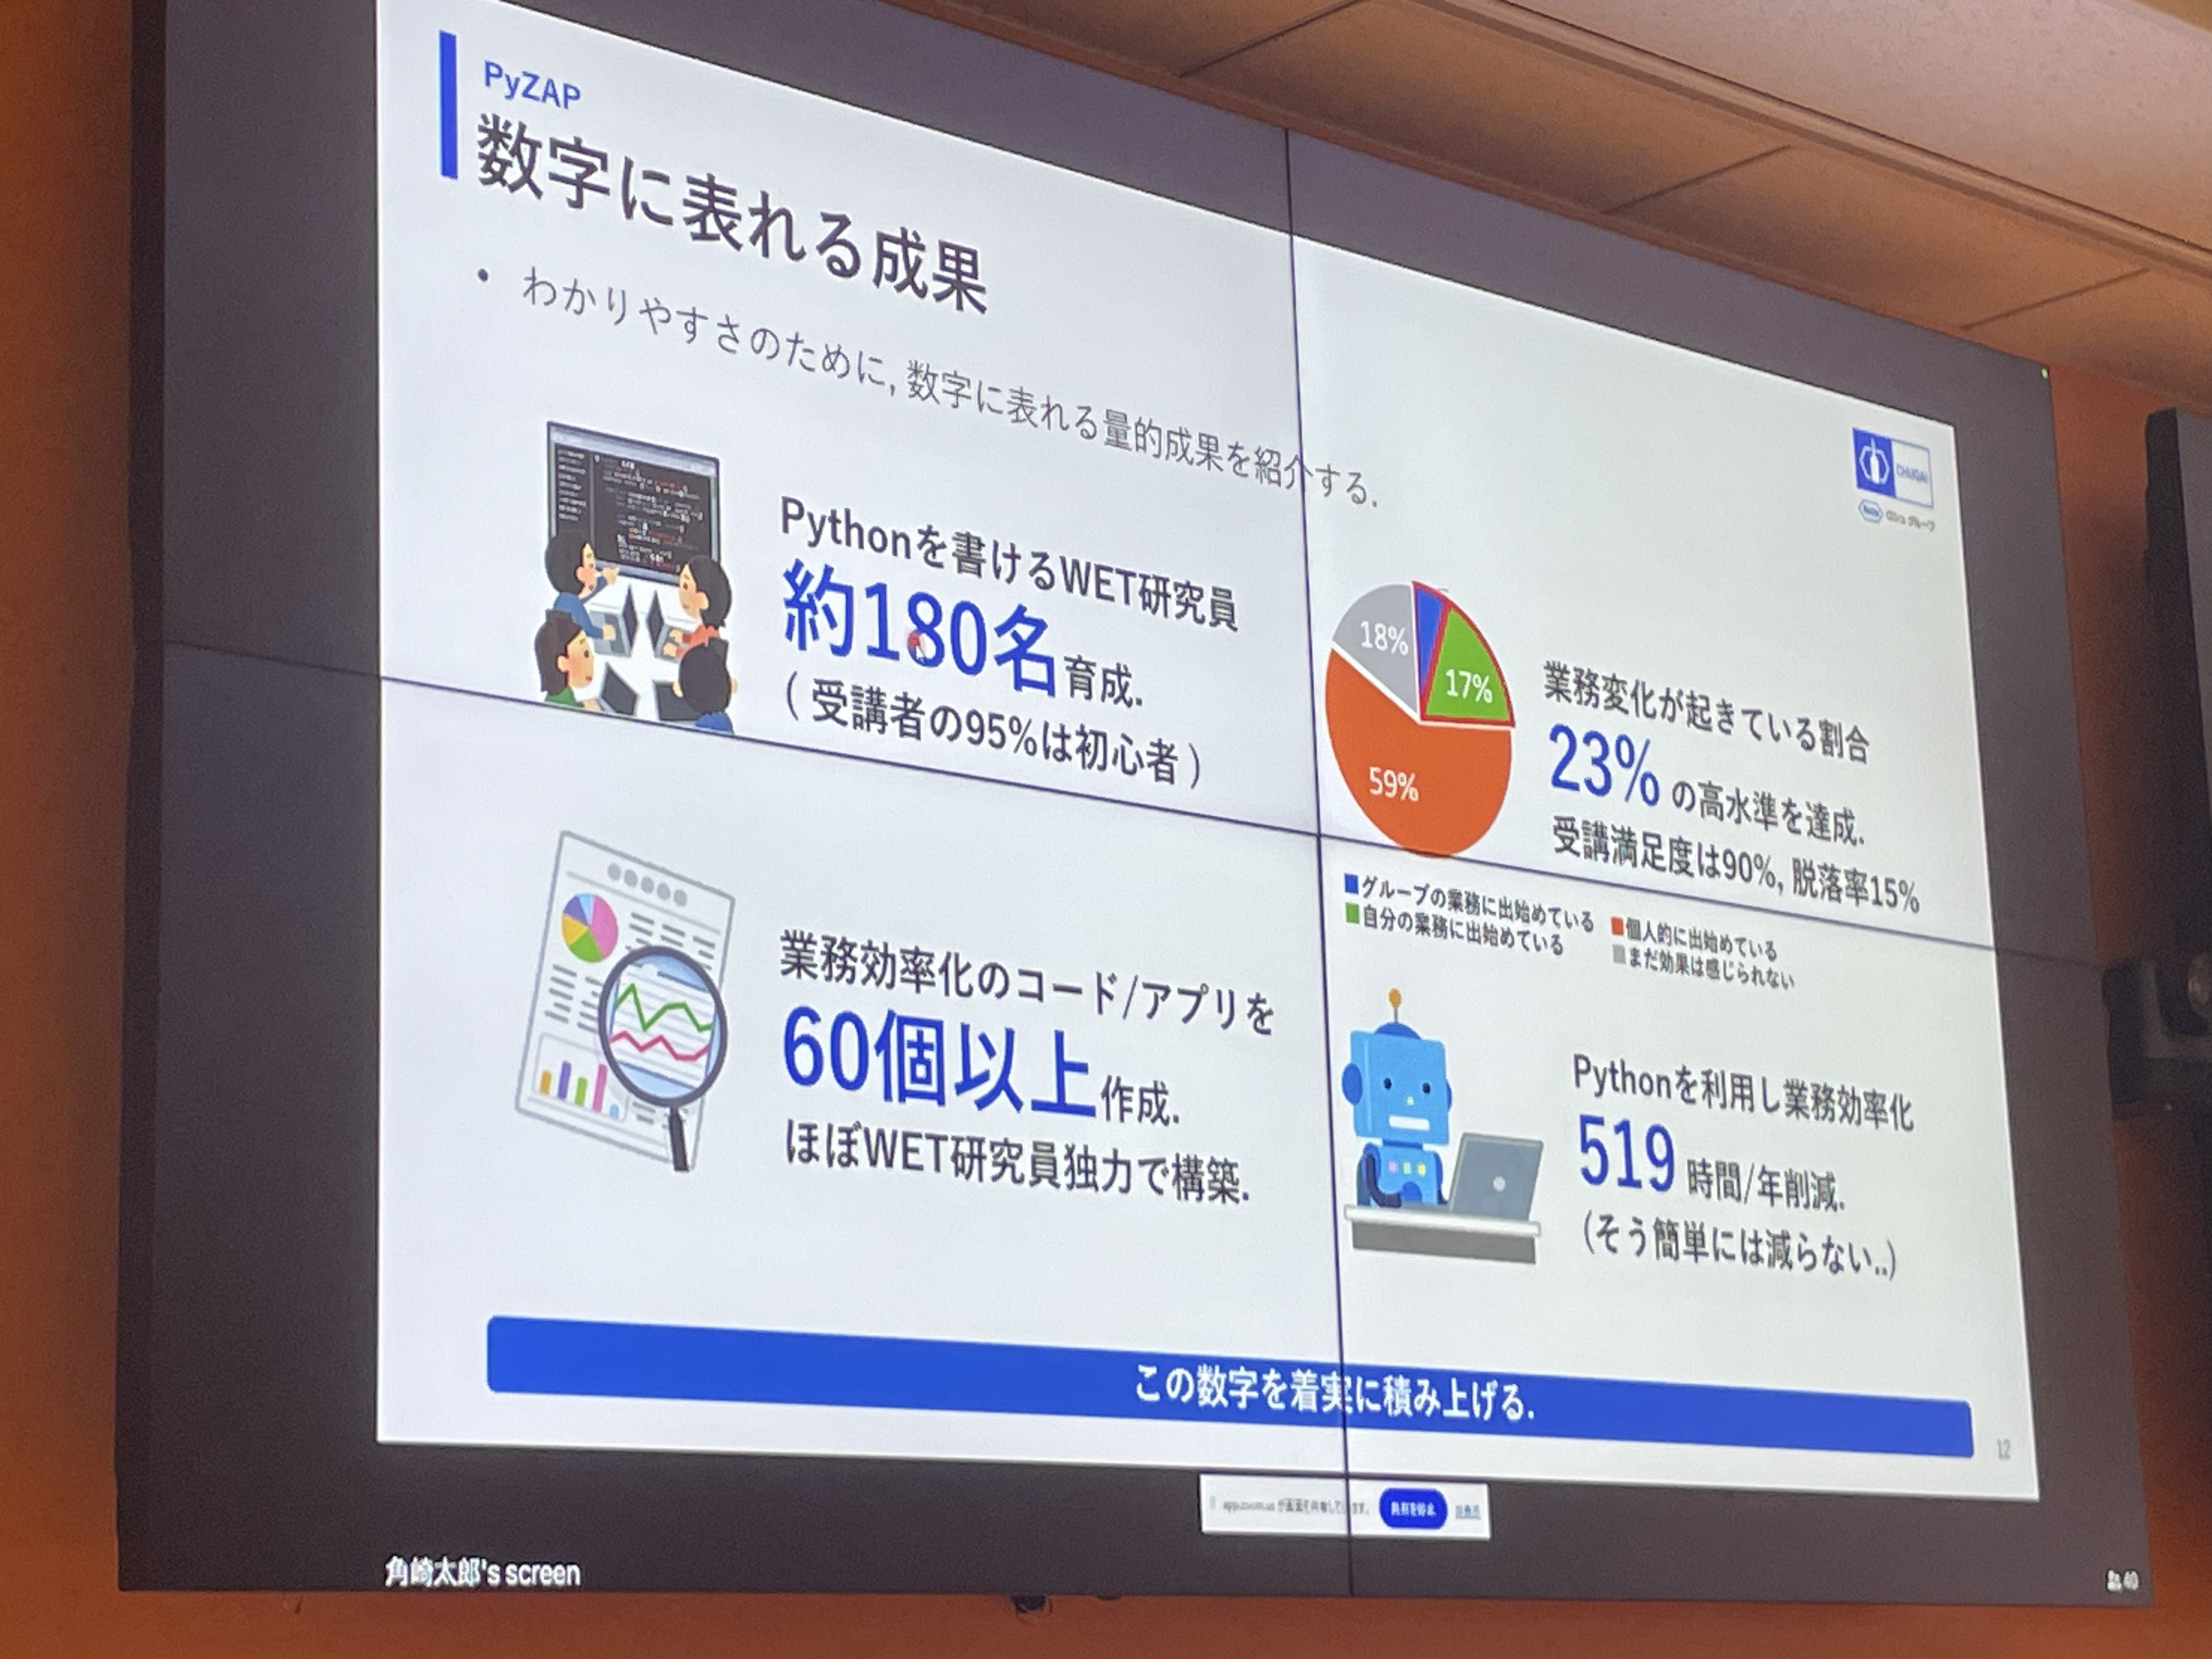 PyZAP
数字に表れる成果
• わかりやすさのために, 数字に表れる量的成果を紹介する.
CHUGAI
Roche ロシュ グループ
Pythonを書けるWET研究員
約180名育成.
( 受講者の95%は初心者 )
18%
17%
59%
業務変化が起きている割合
23% の高水準を達成.
受講満足度は90%, 脱落率15%
グループの業務に出始めている
自分の業務に出始めている
個人的に出始めている
まだ効果は感じられない
業務効率化のコード/アプリを
60個以上作成.
ほぼWET研究員独力で構築.
Pythonを利用し業務効率化
519 時間/年削減.
(そう簡単には減らない..)
この数字を着実に積み上げる.
12
app.zoom.us が画面を共有しています。
角崎太郎's screen
40